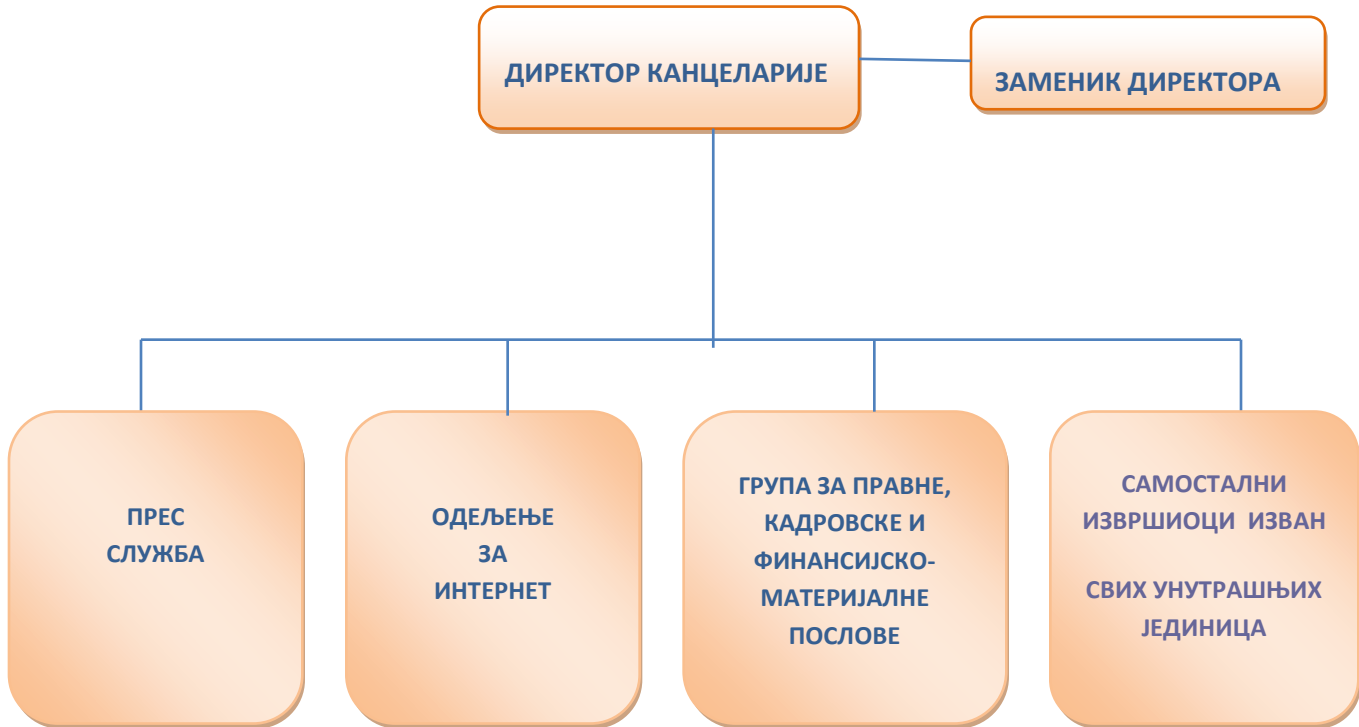 ДИРЕКТОР КАНЦЕЛАРИЈЕ
ЗАМЕНИК ДИРЕКТОРА
ПРЕС
СЛУЖБА
ОДЕЉЕЊЕ
ЗА
ИНТЕРНЕТ
ГРУПА ЗА ПРАВНЕ,
КАДРОВСКЕ И
ФИНАНСИЈСКО-
МАТЕРИЈАЛНЕ
ПОСЛОВЕ
САМОСТАЛНИ
ИЗВРШИОЦИ ИЗВАН
СВИХ УНУТРАШЊИХ
ЈЕДИНИЦА